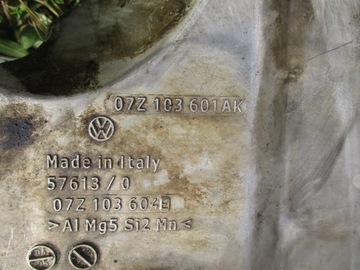 07Z 103 601AK
Made in Italy
57613 / 0
07Z 103 604E
>Al Mg5 Si2 Mn<